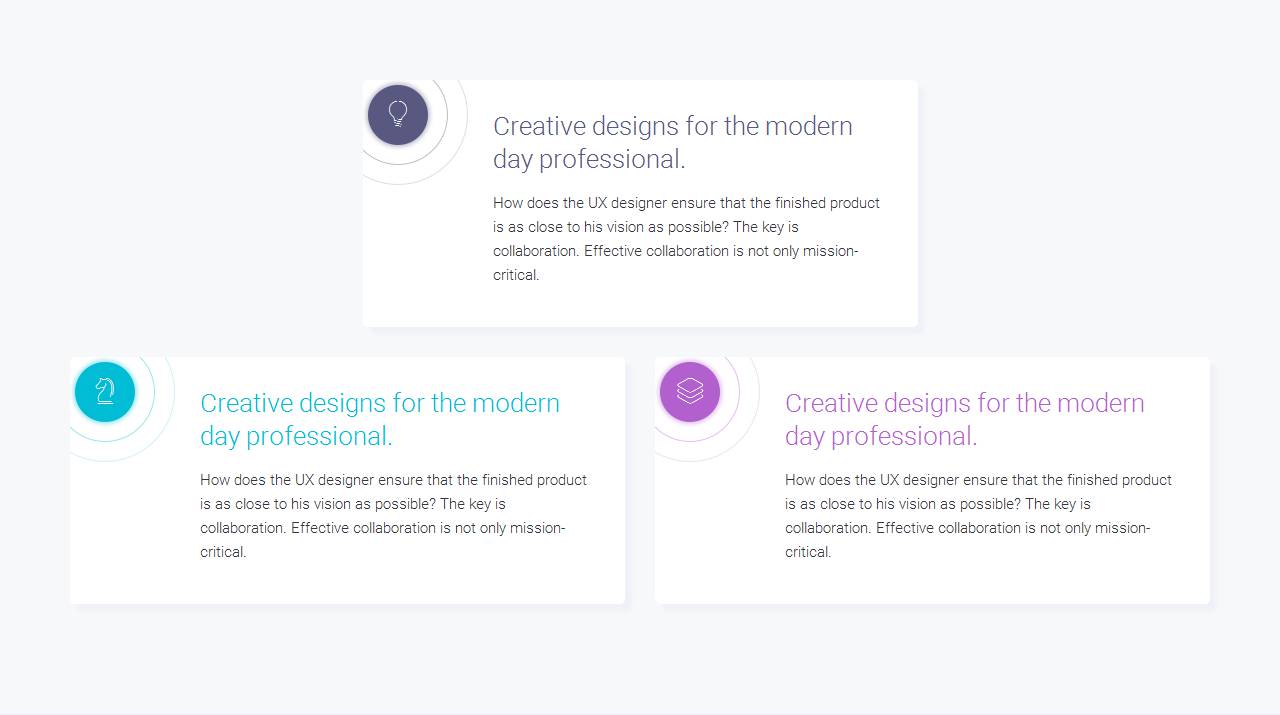 Creative designs for the modern
day professional.
How does the UX designer ensure that the finished product
is as close to his vision as possible? The key is
collaboration. Effective collaboration is not only mission-
critical.
Creative designs for the modern
day professional.
How does the UX designer ensure that the finished product
is as close to his vision as possible? The key is
collaboration. Effective collaboration is not only mission-
critical.
Creative designs for the modern
day professional.
How does the UX designer ensure that the finished product
is as close to his vision as possible? The key is
collaboration. Effective collaboration is not only mission-
critical.